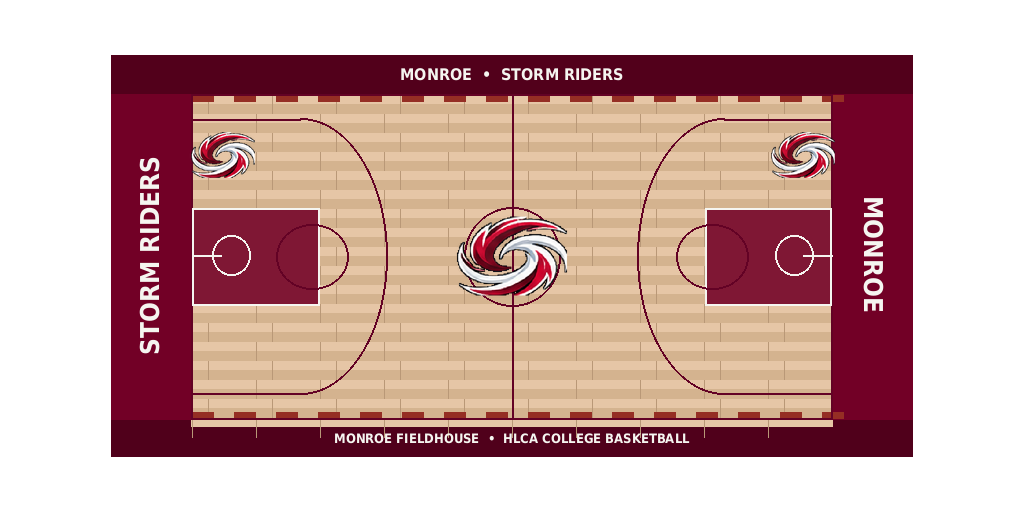 MONROE • STORM RIDERS
STORM RIDERS
MONROE
MONROE FIELDHOUSE • HLCA COLLEGE BASKETBALL